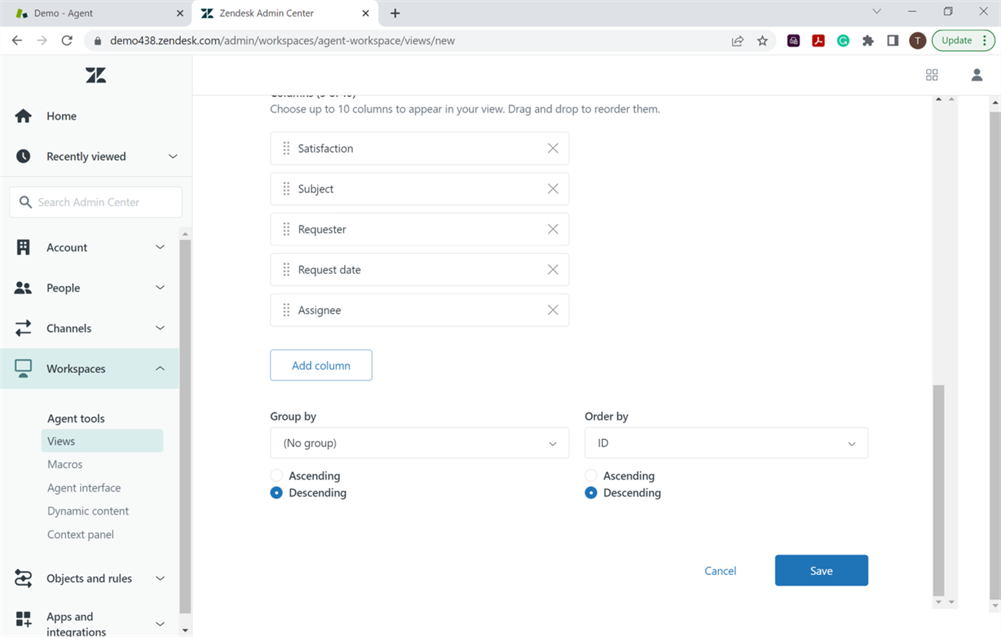 Demo - Agent
Zendesk Admin Center
demo438.zendesk.com/admin/workspaces/agent-workspace/views/new
T
Update
Home
Recently viewed
Search Admin Center
Account
People
Channels
Workspaces
Agent tools
Views
Macros
Agent interface
Dynamic content
Context panel
Objects and rules
Apps and
integrations
Choose up to 10 columns to appear in your view. Drag and drop to reorder them.
Satisfaction
Subject
Requester
Request date
Assignee
Add column
Group by
Order by
(No group)
ID
Ascending
Ascending
Descending
Descending
Cancel
Save